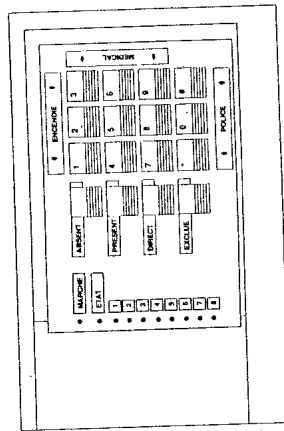 ENCENDIE
MARCHE
ETAT
1
2
3
4
5
6
7
8
ABSENT 1 2 3
PRESENT 4 5 6
DIRECT 7 8 9
EXCLUE * 0 #
MEDICAL
POLICE